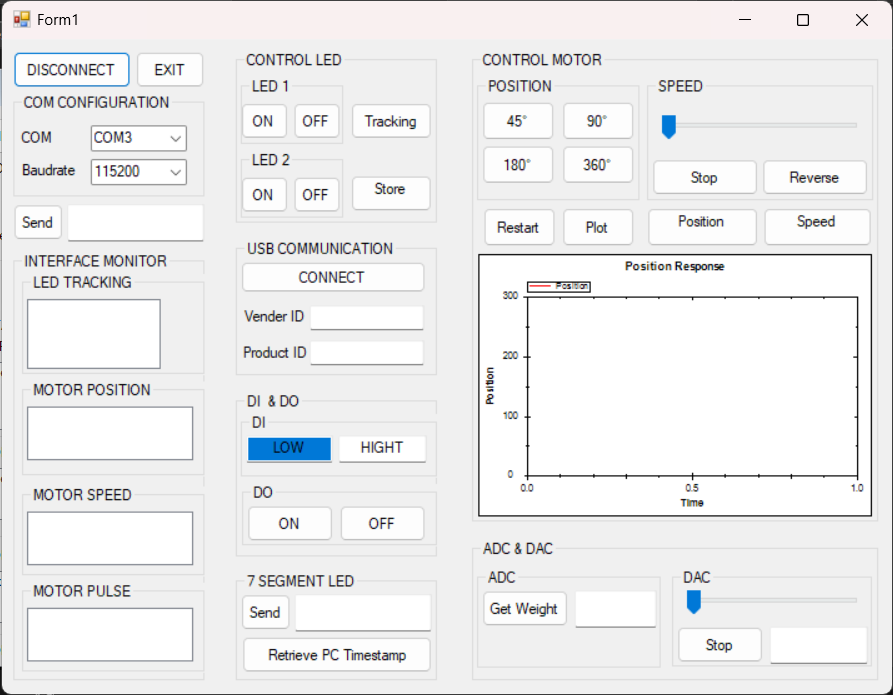 Form1
DISCONNECT
EXIT
COM CONFIGURATION
COM
COM3
Baudrate
115200
Send
INTERFACE MONITOR
LED TRACKING
MOTOR POSITION
MOTOR SPEED
MOTOR PULSE
CONTROL LED
LED 1
ON
OFF
Tracking
LED 2
ON
OFF
Store
USB COMMUNICATION
CONNECT
Vender ID
Product ID
DI & DO
DI
LOW
HIGHT
DO
ON
OFF
7 SEGMENT LED
Send
Retrieve PC Timestamp
CONTROL MOTOR
POSITION
45°
90°
180°
360°
SPEED
Stop
Reverse
Restart
Plot
Position
Speed
Position Response
Position
300
200
100
0
Position
0.0
0.5
1.0
Time
ADC & DAC
ADC
Get Weight
DAC
Stop